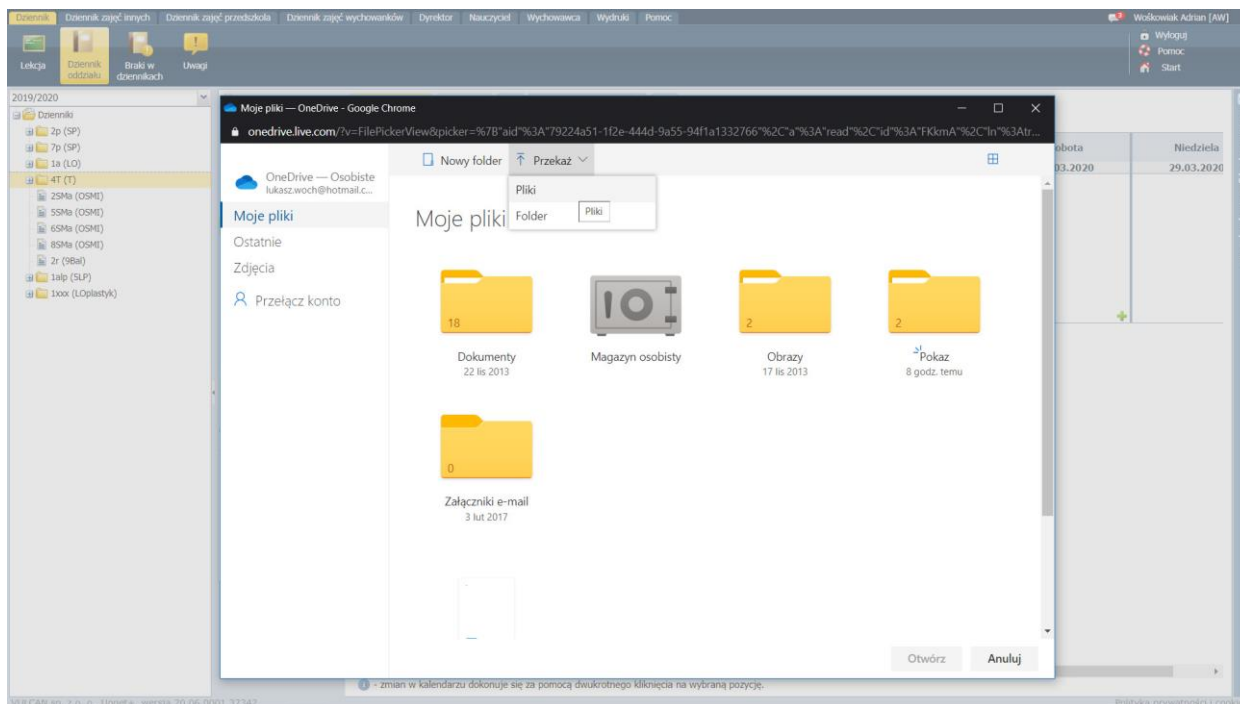 Dziennik Dziennik zajęć innych Dziennik zajęć przedszkola Dziennik zajęć wychowanków Dyrektor Nauczyciel Wychowawca Wydruki Pomoc
Woškowiak Adrian [AW]
Lekcja
Dziennik oddziału
Braki w dziennikach
Uwagi
Wyloguj
Pomoc
Start
2019/2020
Dzienniki
2p (SP)
7p (SP)
1a (LO)
4T (T)
2SMa (OSMI)
5SMa (OSMI)
6SMa (OSMI)
8SMa (OSMI)
2r (9Bal)
1alp (SLP)
1xxx (LOplastyk)
Moje pliki — OneDrive - Google Chrome
onedrive.live.com/?v=FilePickerView&picker=%7B"aid"%3A"79224a51-1f2e-444d-9a55-94f1a1332766"%2C"a"%3A"read"%2C"id"%3A"FKkmA"%2C"ln"%3Atr...
OneDrive — Osobiste
lukasz.woch@hotmail.c...
Moje pliki
Ostatnie
Zdjęcia
Przełącz konto
Nowy folder Przekaż
Pliki
Folder
Pliki
Moje pliki
18
Dokumenty
22 lis 2013
Magazyn osobisty
2
Obrazy
17 lis 2013
2
Pokaz
8 godz. temu
0
Załączniki e-mail
3 lut 2017
Otwórz Anuluj
obota Niedziela
03.2020 29.03.2020
- zmian w kalendarzu dokonuje się za pomocą dwukrotnego kliknięcia na wybraną pozycję.